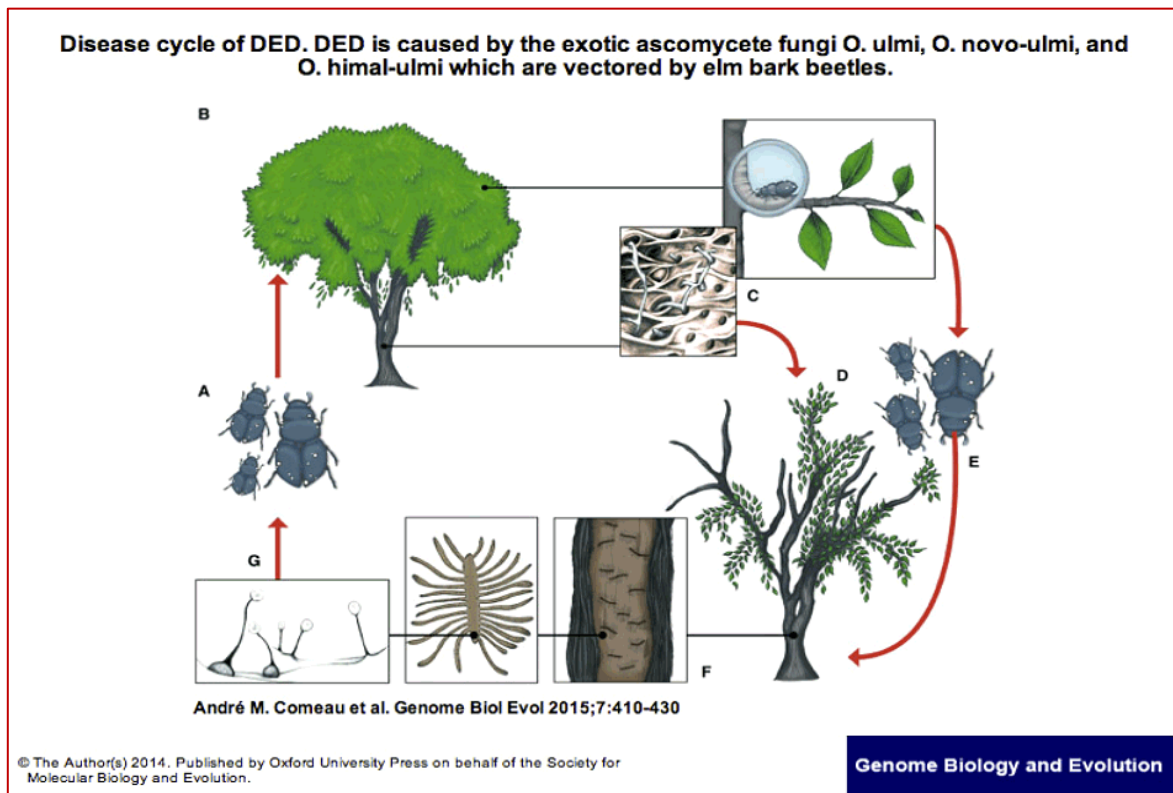 Disease cycle of DED. DED is caused by the exotic ascomycete fungi O. ulmi, O. novo-ulmi, and
O. himal-ulmi which are vectored by elm bark beetles.
B
C
A
D
E
G
F
André M. Comeau et al. Genome Biol Evol 2015;7:410-430
© The Author(s) 2014. Published by Oxford University Press on behalf of the Society for
Molecular Biology and Evolution.
Genome Biology and Evolution